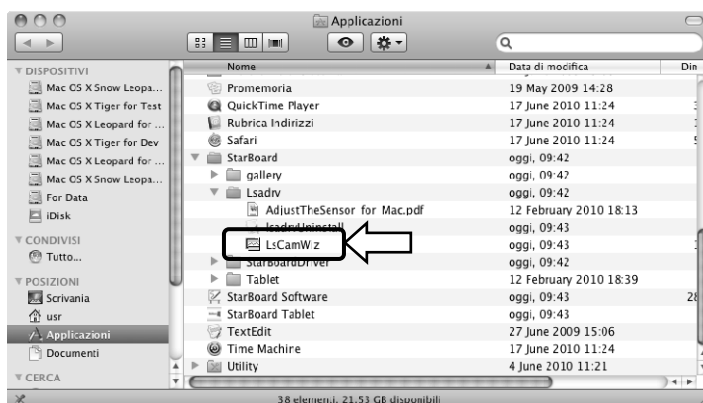 Applicazioni
Nome Data di modifica Din
DISPOSITIVI
Mac OS X Snow Leopa...
Mac OS X Tiger for Test
Mac OS X Leopard for ...
Mac OS X Tiger for Dev
Mac OS X Leopard for ...
Mac OS X Snow Leopa...
For Data
iDisk
CONDIVISI
Tutto...
POSIZIONI
Scrivania
usr
Applicazioni
Documenti
CERCA
Promemoria 19 May 2009 14:28
QuickTime Player 17 June 2010 11:24
Rubrica Indirizzi 17 June 2010 11:24
Safari 17 June 2010 11:24
StarBoard oggi, 09:42
gallery oggi, 09:42
Lsadrv oggi, 09:42
AdjustTheSensor for Mac.pdf 12 February 2010 18:13
lsadrvUninstall oggi, 09:43
LsCamWiz oggi, 09:43
StarBoardDriver oggi, 09:42
Tablet 12 February 2010 18:39
StarBoard Software oggi, 09:43 28
StarBoard Tablet oggi, 09:43
TextEdit 27 June 2009 15:06
Time Machine 17 June 2010 11:24
Utility 4 June 2010 11:21
38 elementi, 21,53 GB disponibili